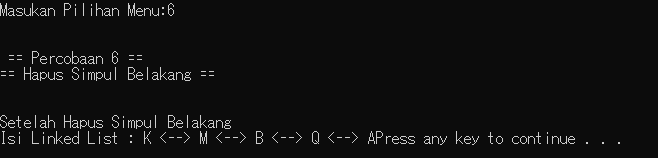 Masukan Pilihan Menu:6
== Percobaan 6 ==
== Hapus Simpul Belakang ==
Setelah Hapus Simpul Belakang
Isi Linked List : K <--> M <--> B <--> Q <--> APress any key to continue . . .